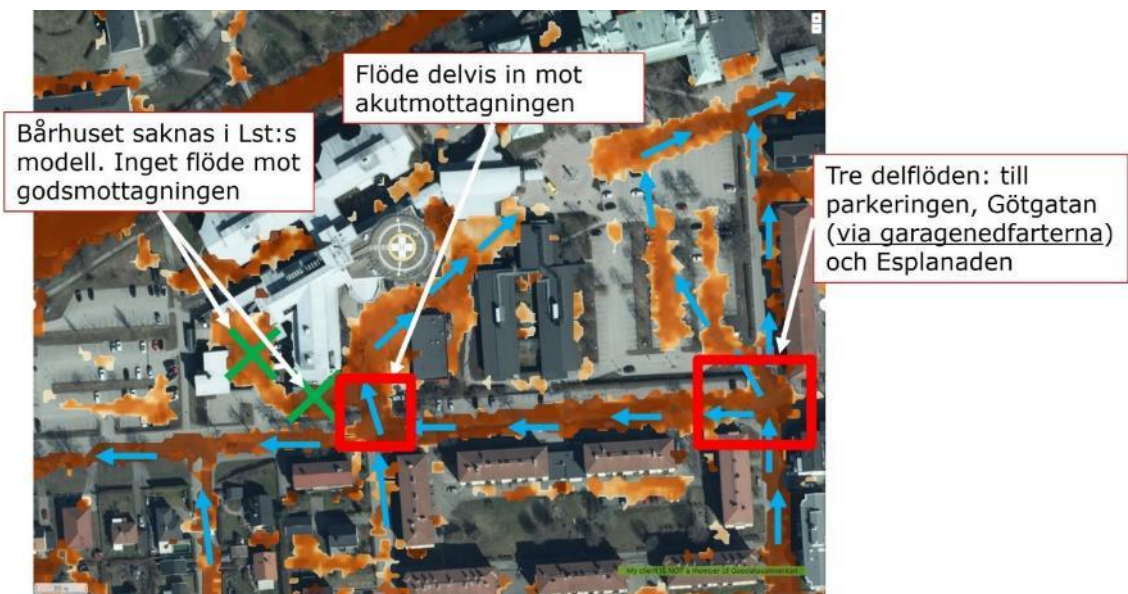 Flöde delvis in mot
akutmottagningen
Bårhuset saknas i Lst:s
modell. Inget flöde mot
godsmottagningen
Tre delflöden: till
parkeringen, Götgatan
(via garagenedfarterna)
och Esplanaden
My client IS NOT a member of Geodatasamverkan